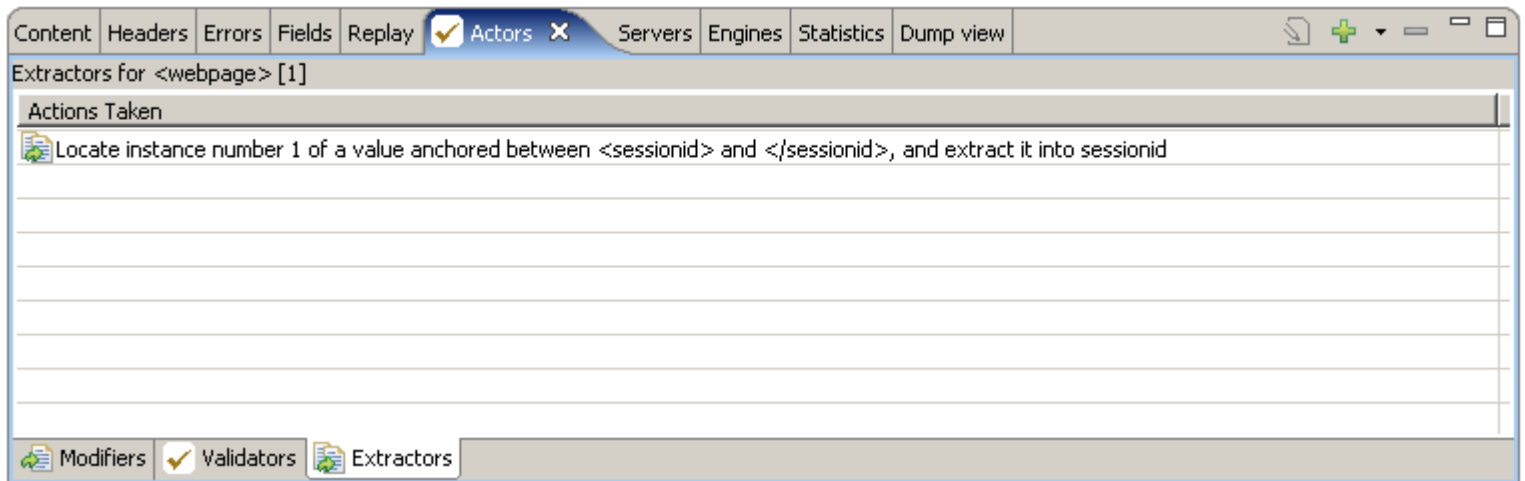 Content Headers Errors Fields Replay Actors Servers Engines Statistics Dump view
Extractors for <webpage> [1]
Actions Taken
Locate instance number 1 of a value anchored between <sessionid> and </sessionid>, and extract it into sessionid
Modifiers Validators Extractors